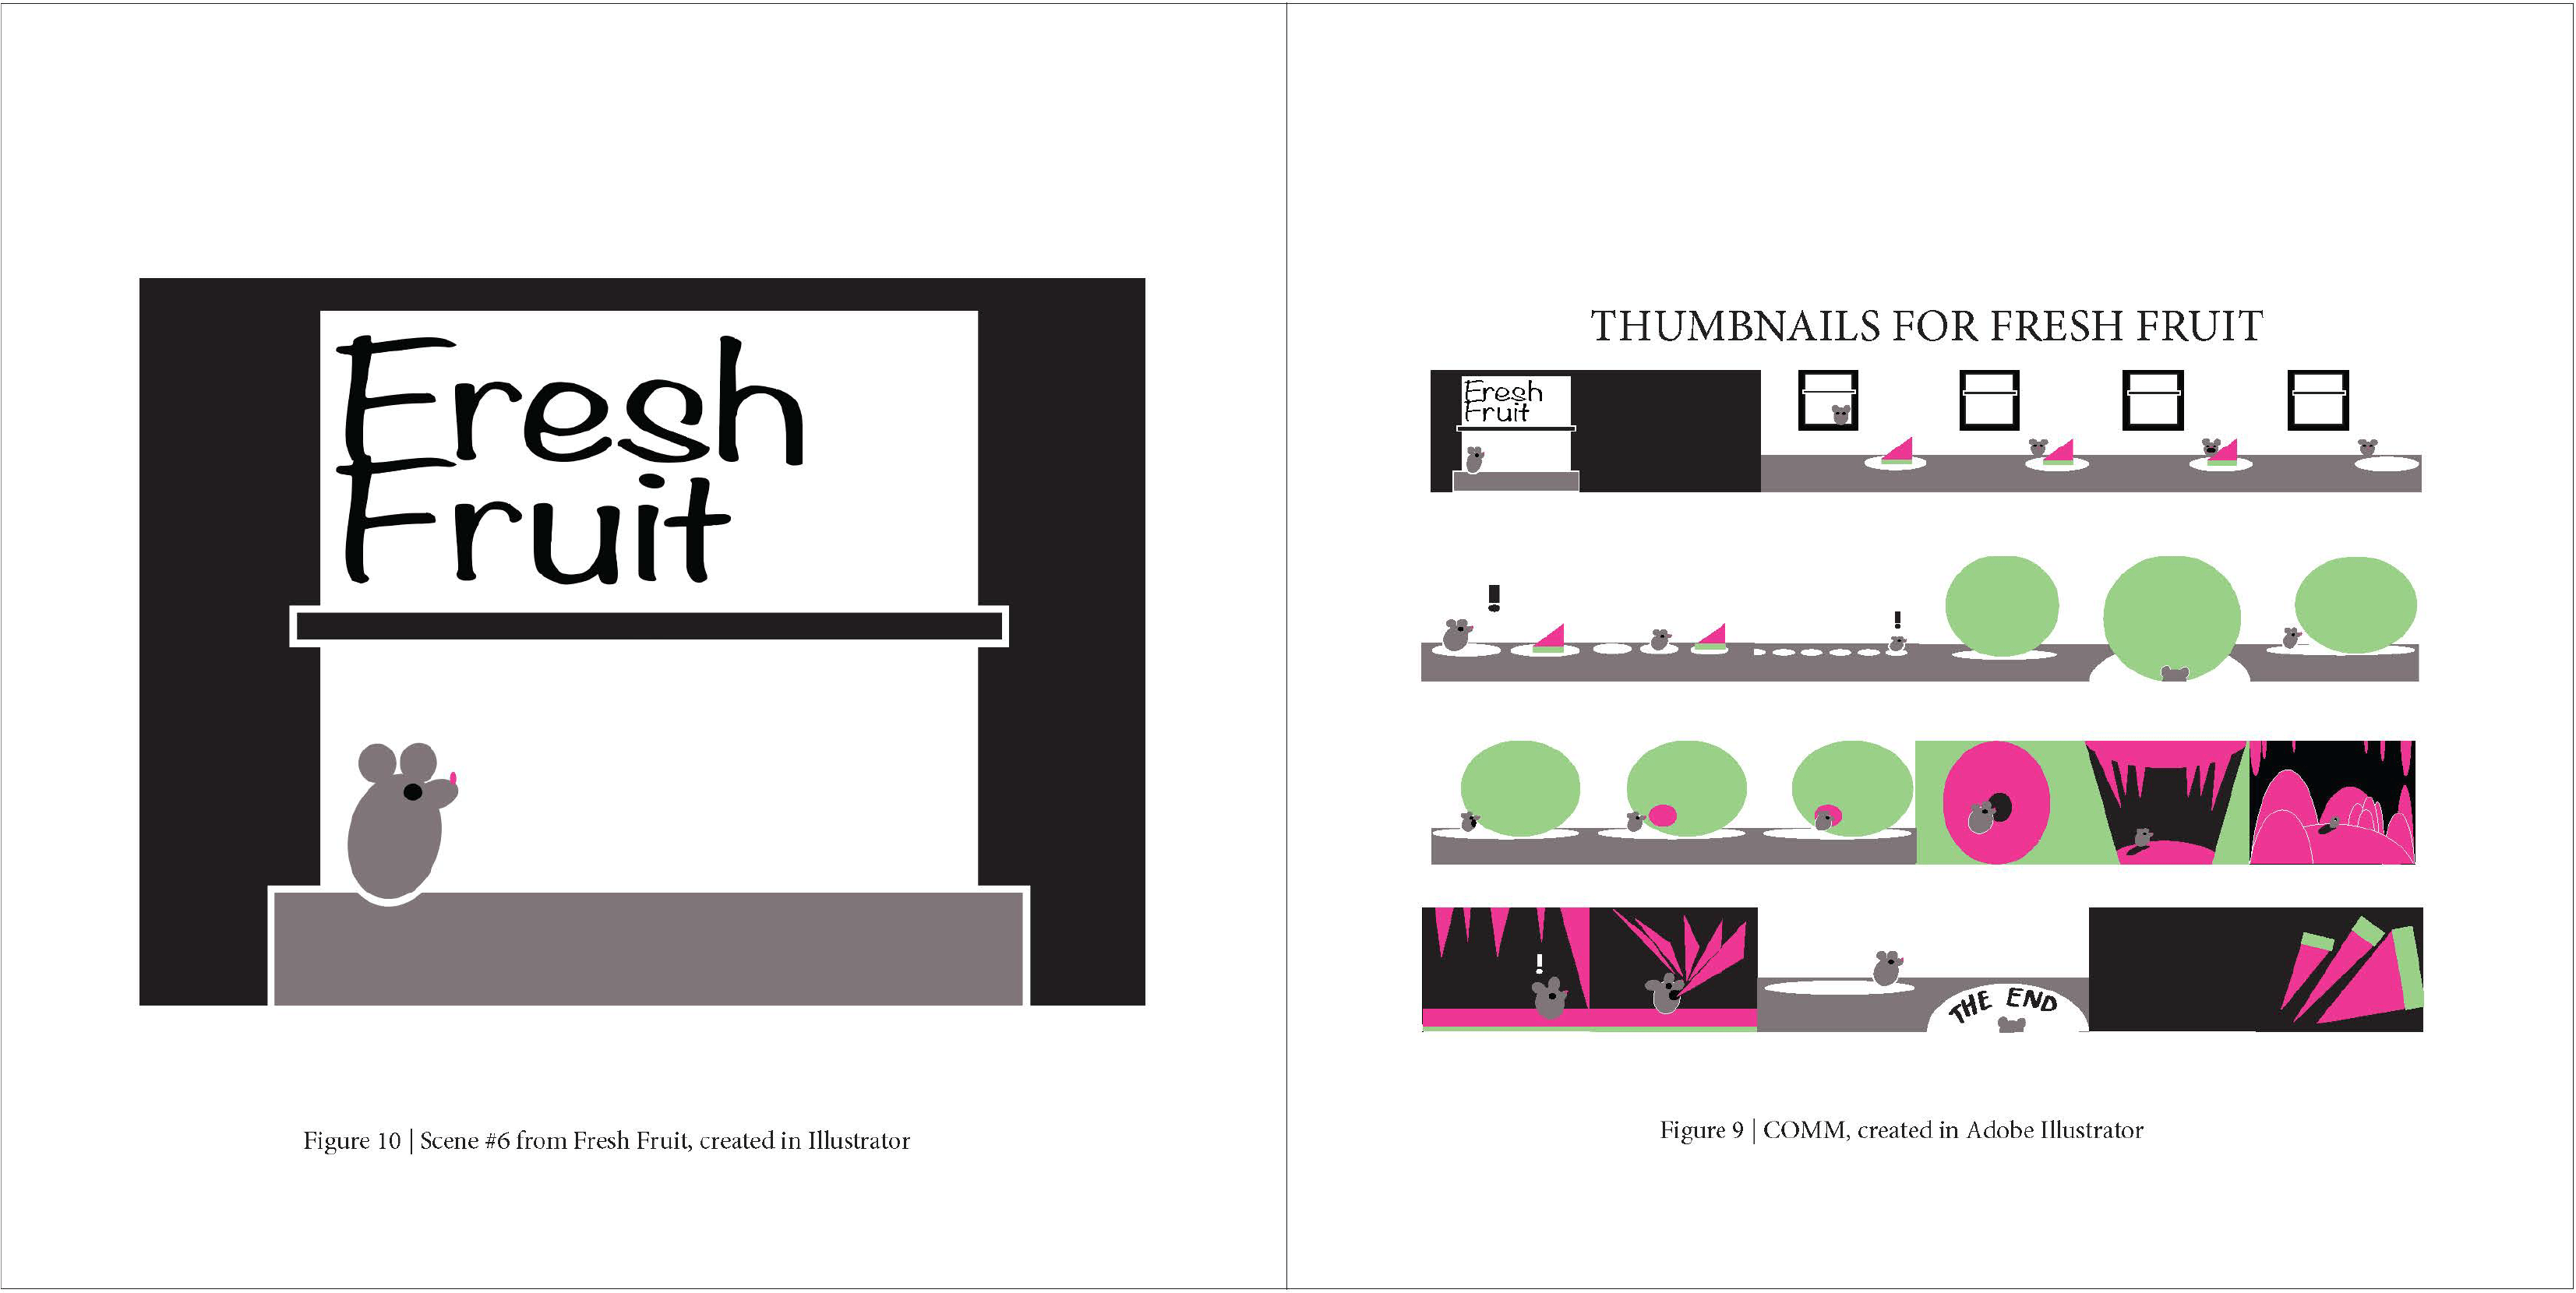 Fresh
Fruit
Figure 10 | Scene #6 from Fresh Fruit, created in Illustrator
THUMBNAILS FOR FRESH FRUIT
Fresh
Fruit
!
!
!
THE END
Figure 9 | COMM, created in Adobe Illustrator